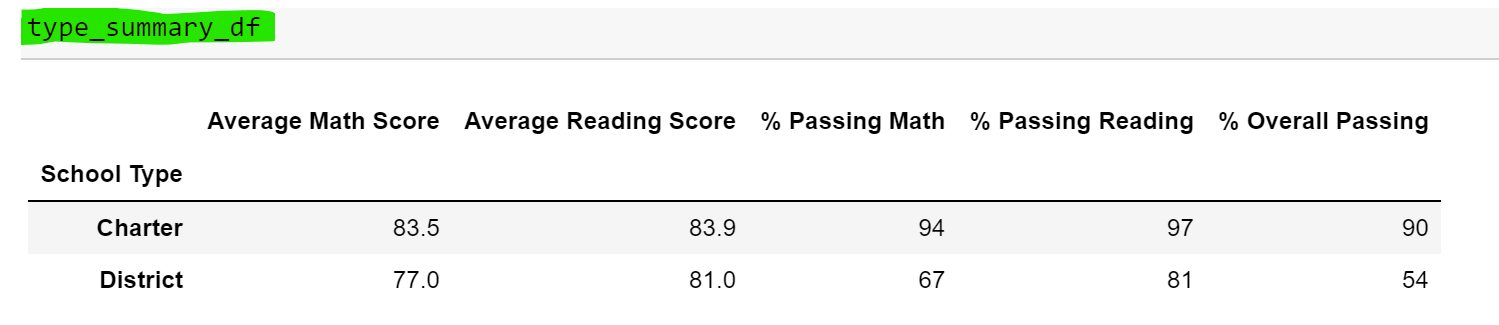 type_summary_df
Average Math Score Average Reading Score % Passing Math % Passing Reading % Overall Passing
School Type
Charter 83.5 83.9 94 97 90
District 77.0 81.0 67 81 54